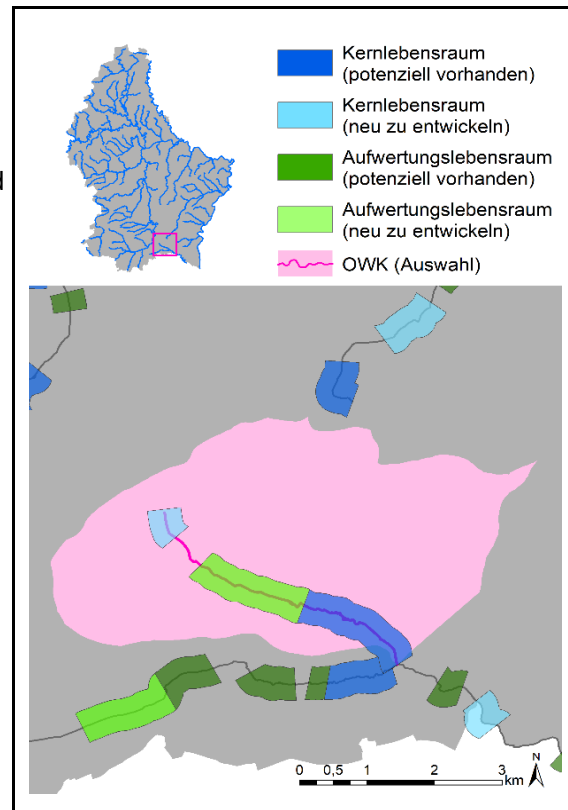 Kernlebensraum
(potenziell vorhanden)
Kernlebensraum
(neu zu entwickeln)
Aufwertungslebensraum
(potenziell vorhanden)
Aufwertungslebensraum
(neu zu entwickeln)
OWK (Auswahl)
d
0 0,5 1 2 3
km
N